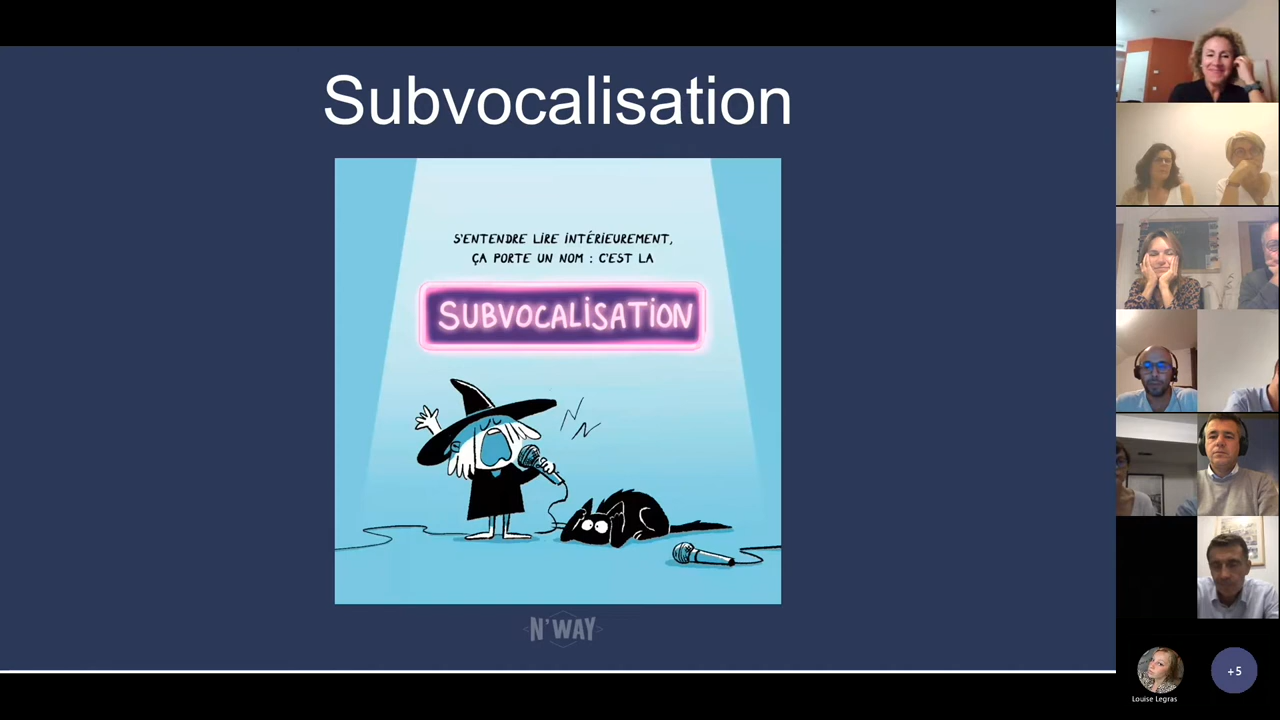 Subvocalisation
S'ENTENDRE LIRE INTÉRIEUREMENT,
ÇA PORTE UN NOM : C'EST LA
SUBVOCALISATION
N'WAY
Louise Legras
+5